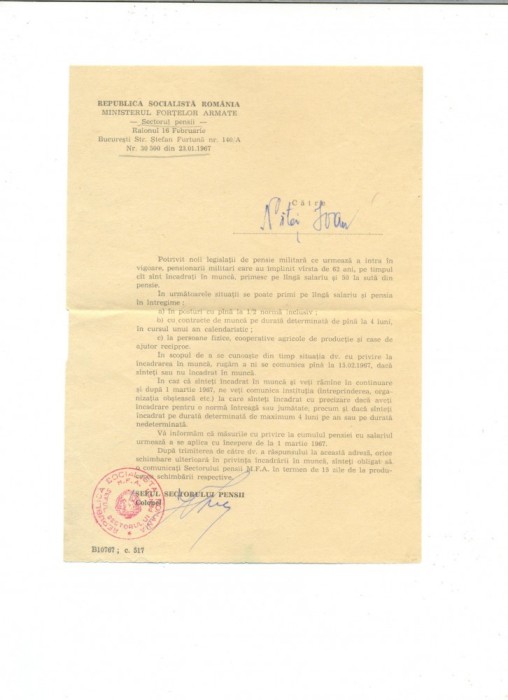 REPUBLICA SOCIALISTĂ ROMÂNIA
MINISTERUL FORȚELOR ARMATE
— Sectorul pensii —
Raionul 16 Februarie
București Str. Ștefan Furtună nr. 140/A
Nr. 30 500 din 23.01.1967
Către
Ioan
Potrivit noii legislații de pensie militară ce urmează a intra în
vigoare, pensionarii militari care au împlinit vîrsta de 62 ani, pe timpul
cît sînt încadrați în muncă, primesc pe lîngă salariu și 50 la sută din
pensie.
În următoarele situații se poate primi pe lîngă salariu și pensia
în întregime :
a) în posturi cu pînă la 1/2 normă inclusiv ;
b) cu contracte de muncă pe durată determinată de pînă la 4 luni,
în cursul unui an calendaristic ;
c) la persoane fizice, cooperative agricole de producție și case de
ajutor reciproc.
În scopul de a se cunoaște din timp situația dv. cu privire la
încadrarea în muncă, rugăm a ni se comunica pînă la 15.02.1967, dacă
sînteți sau nu încadrat în muncă.
În caz că sînteți încadrat în muncă și veți rămîne în continuare
și după 1 martie 1967, ne veți comunica instituția (întreprinderea, orga-
nizația obștească etc.) la care sînteți încadrat cu precizare dacă aveți
încadrare pentru o normă întreagă sau jumătate, precum și dacă sînteți
încadrat pe durată determinată de maximum 4 luni pe an sau pe durată
nedeterminată.
Vă informăm că măsurile cu privire la cumulul pensiei cu salariul
urmează a se aplica cu începere de la 1 martie 1967.
După trimiterea de către dv. a răspunsului la această adresă, orice
schimbare ulterioară în privința încadrării în muncă, sînteți obligat să
o comunicați Sectorului pensii M.F.A. în termen de 15 zile de la produ-
cerea schimbării respective.
ȘEFUL SECTORULUI PENSII
Colonel
REPUBLICA SOCIALISTA ROMANIA
M.F.A.
SECTORUL PENSII
B10767 ; c. 517